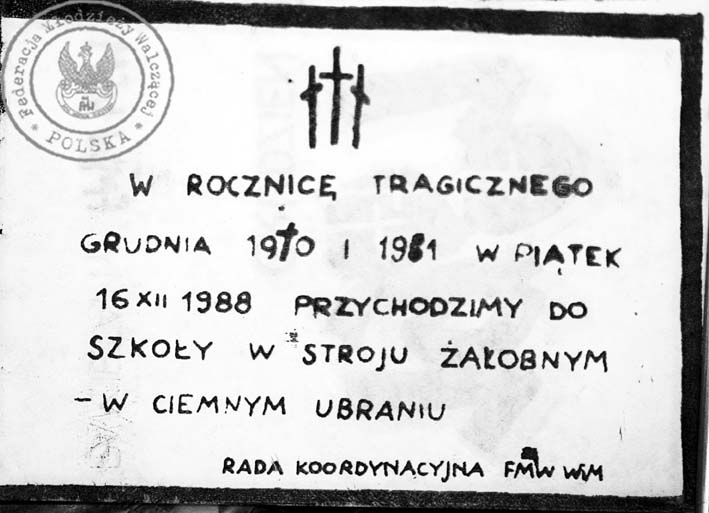 Federacja Młodzieży Walczącej
* POLSKA *
W ROCZNICĘ TRAGICZNEGO
GRUDNIA 1970 I 1981 W PIĄTEK
16 XII 1988 PRZYCHODZIMY DO
SZKOŁY W STROJU ŻAŁOBNYM
- W CIEMNYM UBRANIU
RADA KOORDYNACYJNA FMW WiM